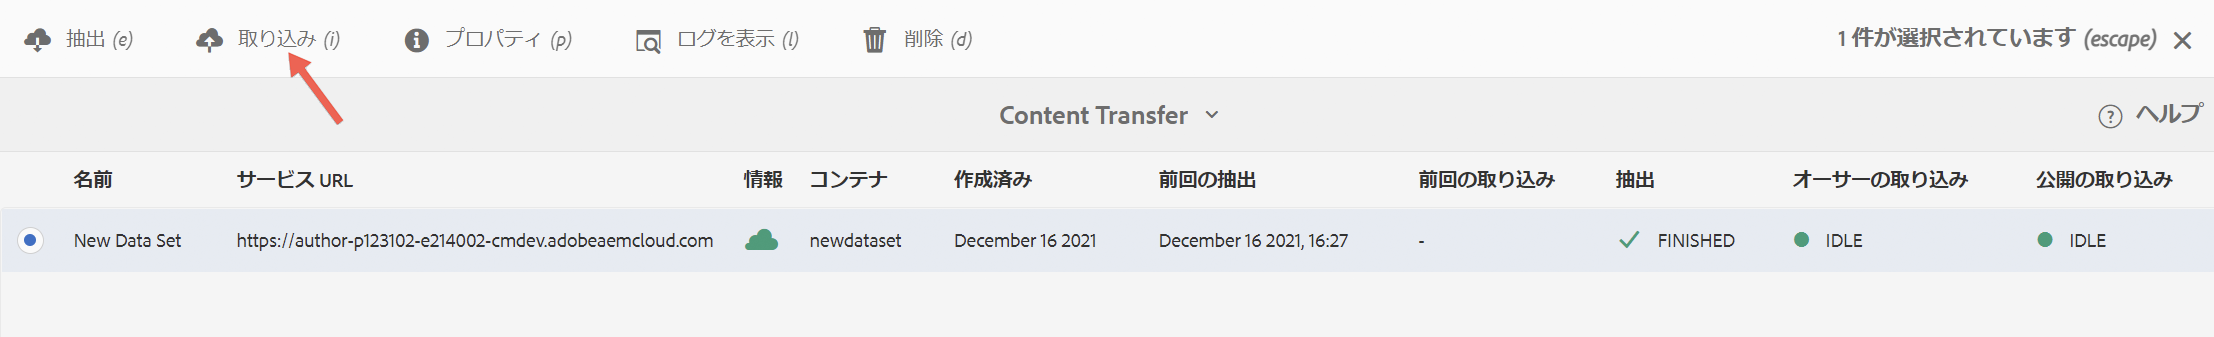 抽出 (e) 取り込み (i) プロパティ (p) ログを表示 (l) 削除 (d) 1 件が選択されています (escape)
Content Transfer ヘルプ
名前 サービス URL 情報 コンテナ 作成済み 前回の抽出 前回の取り込み 抽出 オーサーの取り込み 公開の取り込み
New Data Set https://author-p123102-e214002-cmdev.adobeaemcloud.com newdataset December 16 2021 December 16 2021, 16:27 - FINISHED IDLE IDLE